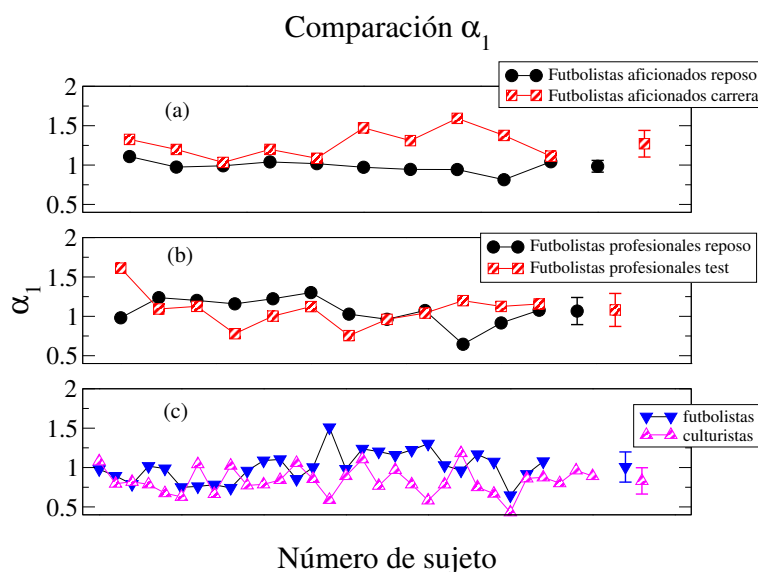 Comparación α1
Futbolistas aficionados reposo
Futbolistas aficionados carrera
(a)
2
1.5
1
0.5
Futbolistas profesionales reposo
Futbolistas profesionales test
(b)
2
1.5
1
0.5
α1
futbolistas
culturistas
(c)
2
1.5
1
0.5
Número de sujeto